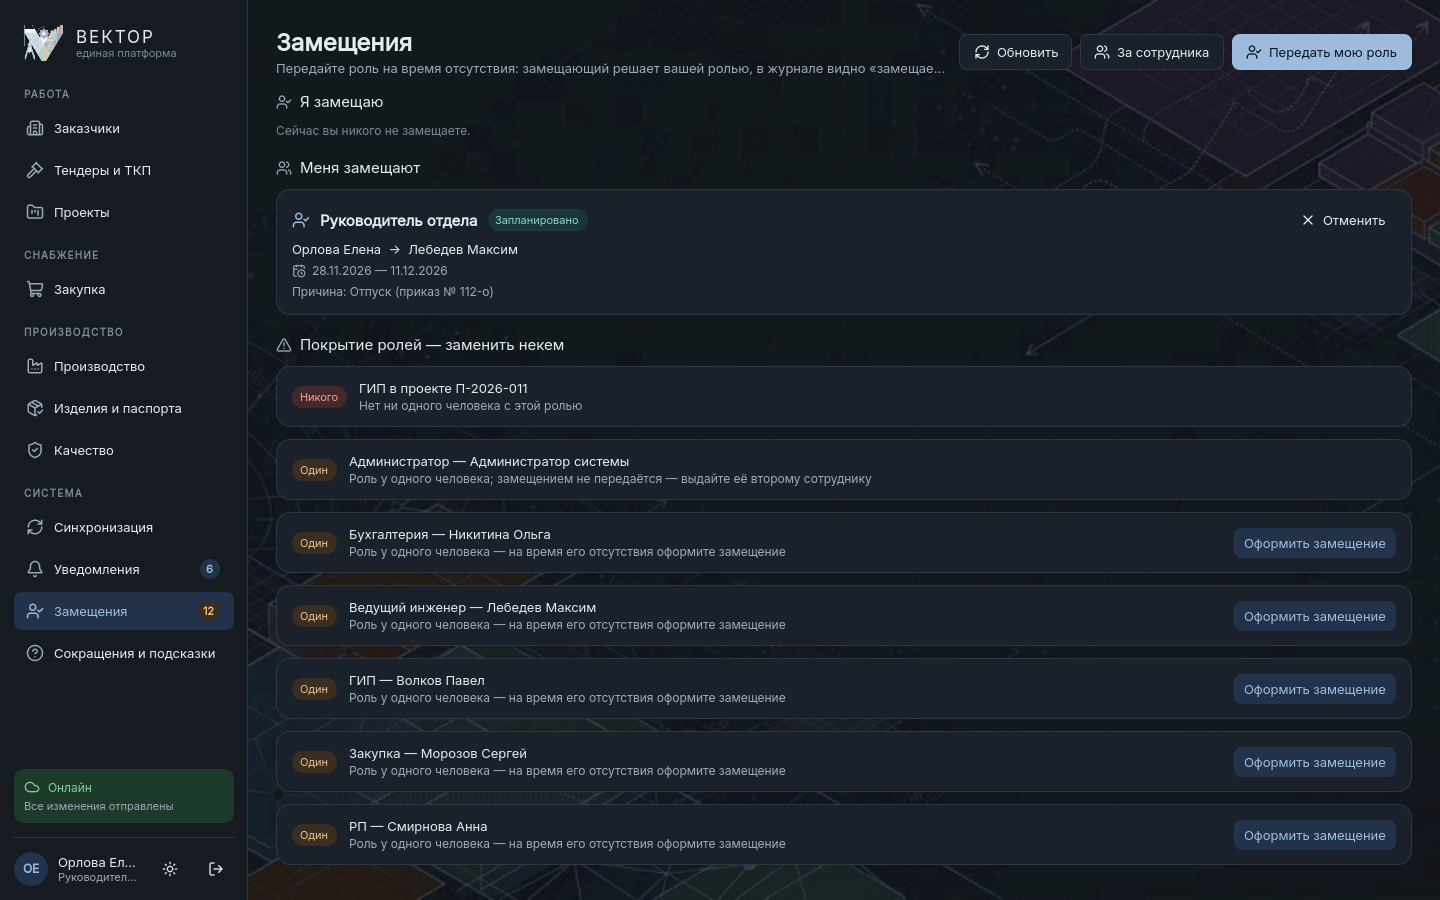 ВЕКТОР
единая платформа
РАБОТА
Заказчики
Тендеры и ТКП
Проекты
СНАБЖЕНИЕ
Закупка
ПРОИЗВОДСТВО
Производство
Изделия и паспорта
Качество
СИСТЕМА
Синхронизация
Уведомления 6
Замещения 12
Сокращения и подсказки
Онлайн
Все изменения отправлены
ОЕ
Орлова Ел...
Руководител...
Замещения
Передайте роль на время отсутствия: замещающий решает вашей ролью, в журнале видно «замещае...
Обновить
За сотрудника
Передать мою роль
Я замещаю
Сейчас вы никого не замещаете.
Меня замещают
Руководитель отдела Запланировано
Отменить
Орлова Елена → Лебедев Максим
28.11.2026 — 11.12.2026
Причина: Отпуск (приказ № 112-о)
Покрытие ролей — заменить некем
Никого
ГИП в проекте П-2026-011
Нет ни одного человека с этой ролью
Один
Администратор — Администратор системы
Роль у одного человека; замещением не передаётся — выдайте её второму сотруднику
Один
Бухгалтерия — Никитина Ольга
Роль у одного человека — на время его отсутствия оформите замещение
Оформить замещение
Один
Ведущий инженер — Лебедев Максим
Роль у одного человека — на время его отсутствия оформите замещение
Оформить замещение
Один
ГИП — Волков Павел
Роль у одного человека — на время его отсутствия оформите замещение
Оформить замещение
Один
Закупка — Морозов Сергей
Роль у одного человека — на время его отсутствия оформите замещение
Оформить замещение
Один
РП — Смирнова Анна
Роль у одного человека — на время его отсутствия оформите замещение
Оформить замещение